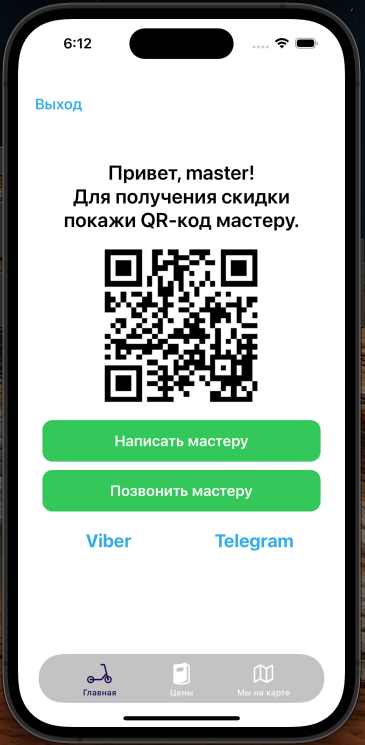 6:12
Выход
Привет, master!
Для получения скидки
покажи QR-код мастеру.
Написать мастеру
Позвонить мастеру
Viber Telegram
Главная Цены Мы на карте